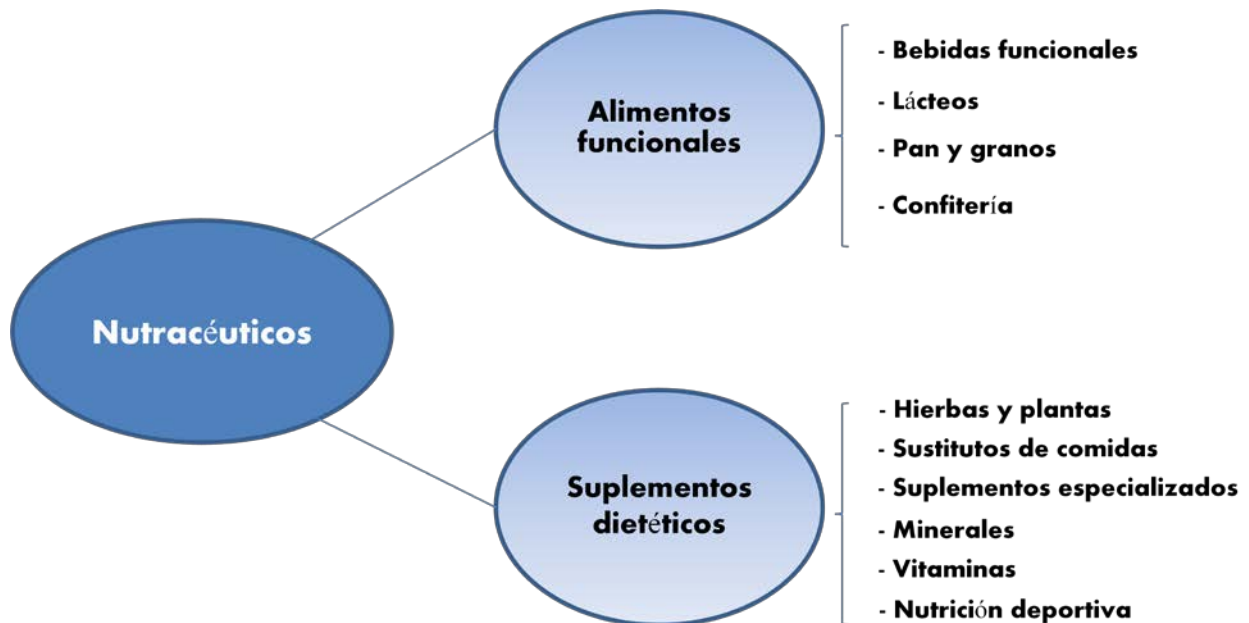 Alimentos
funcionales
- Bebidas funcionales
- Lácteos
- Pan y granos
- Confitería
Nutracéuticos
Suplementos
dietéticos
- Hierbas y plantas
- Sustitutos de comidas
- Suplementos especializados
- Minerales
- Vitaminas
- Nutrición deportiva